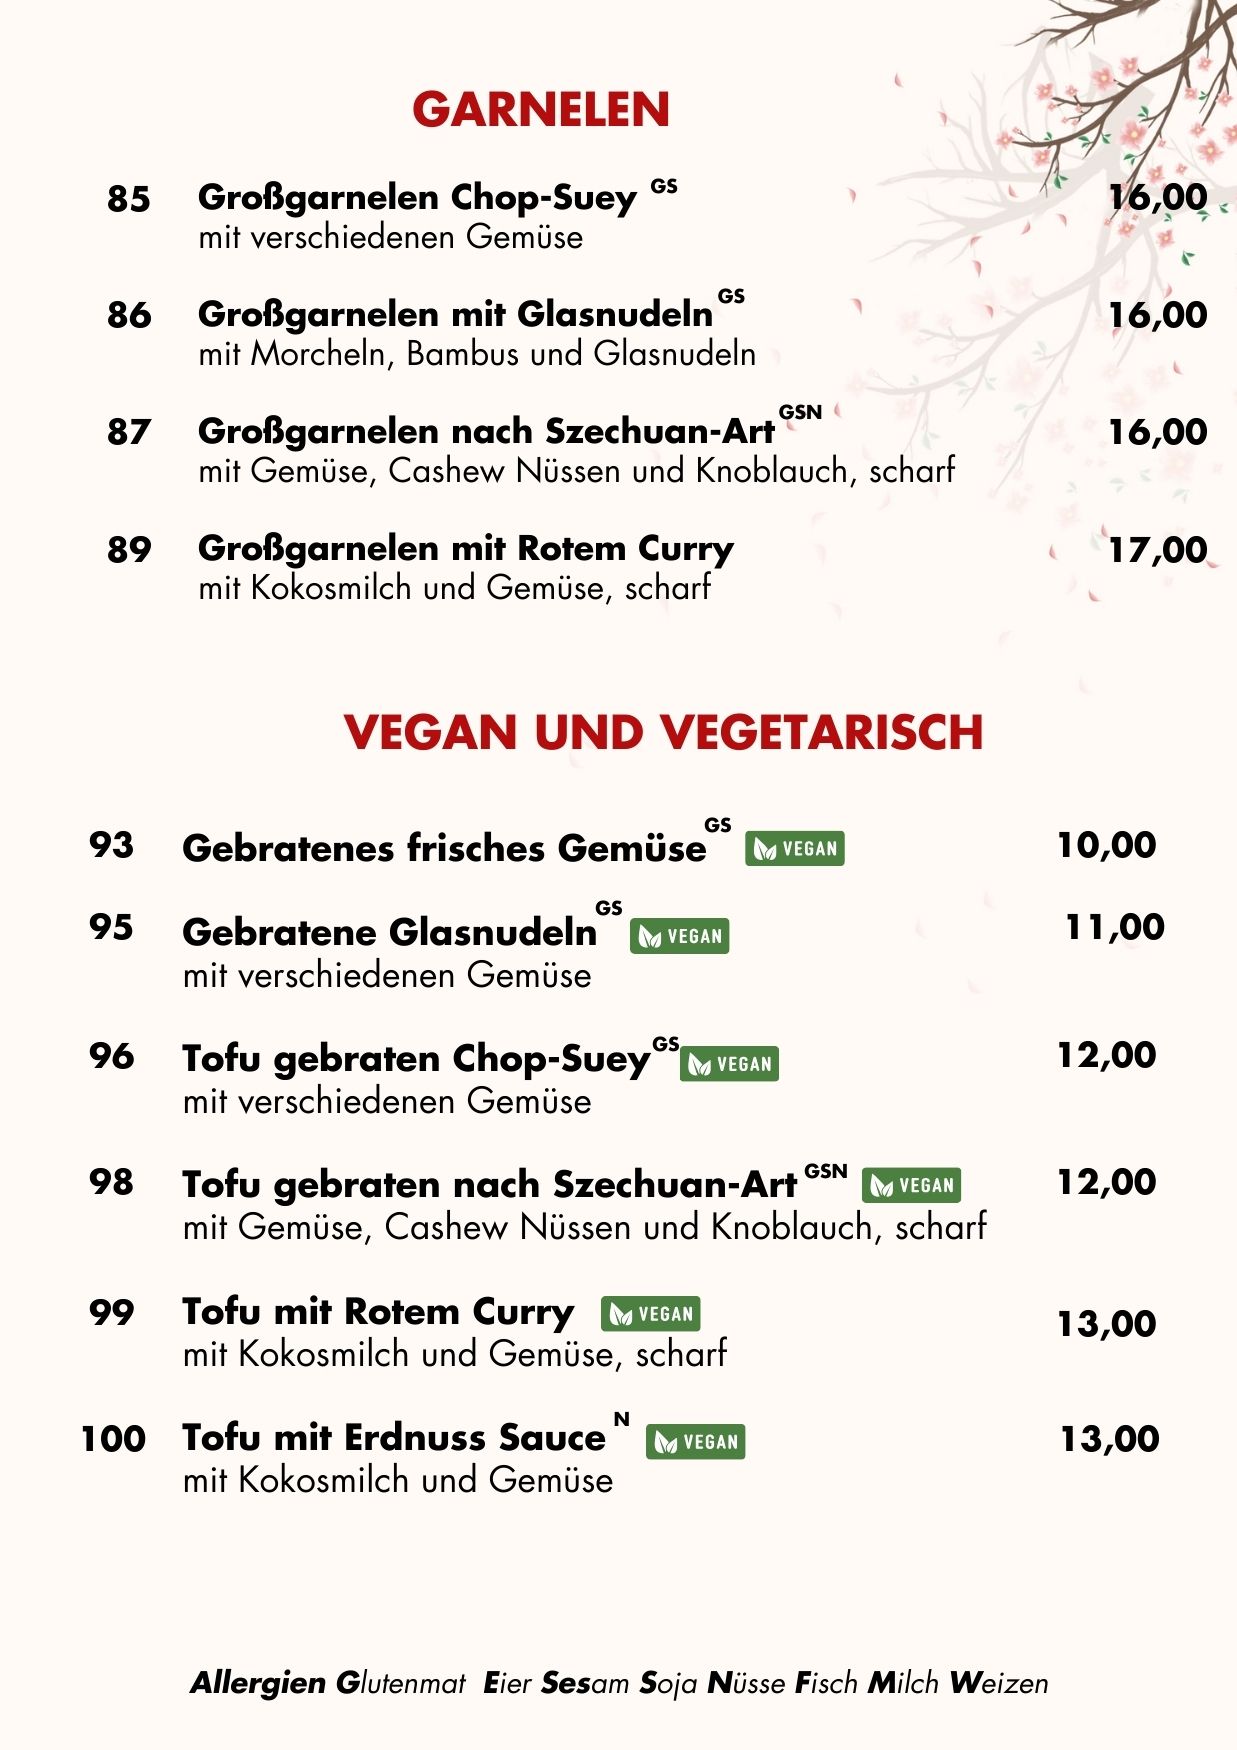 GARNELEN
85 Großgarnelen Chop-Suey GS 16,00
mit verschiedenen Gemüse
86 Großgarnelen mit Glasnudeln GS 16,00
mit Morcheln, Bambus und Glasnudeln
87 Großgarnelen nach Szechuan-Art GSN 16,00
mit Gemüse, Cashew Nüssen und Knoblauch, scharf
89 Großgarnelen mit Rotem Curry 17,00
mit Kokosmilch und Gemüse, scharf
VEGAN UND VEGETARISCH
93 Gebratenes frisches Gemüse GS VEGAN 10,00
95 Gebratene Glasnudeln GS VEGAN 11,00
mit verschiedenen Gemüse
96 Tofu gebraten Chop-Suey GS VEGAN 12,00
mit verschiedenen Gemüse
98 Tofu gebraten nach Szechuan-Art GSN VEGAN 12,00
mit Gemüse, Cashew Nüssen und Knoblauch, scharf
99 Tofu mit Rotem Curry VEGAN 13,00
mit Kokosmilch und Gemüse, scharf
100 Tofu mit Erdnuss Sauce N VEGAN 13,00
mit Kokosmilch und Gemüse
Allergien Glutenmat Eier Sesam Soja Nüsse Fisch Milch Weizen